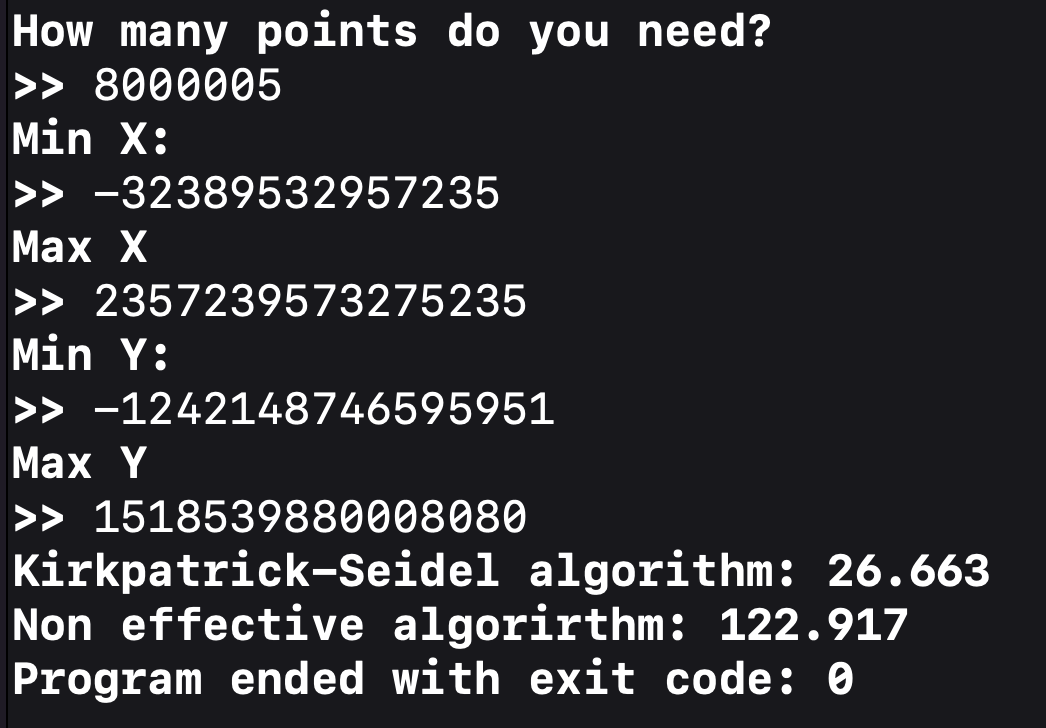 How many points do you need?
>> 8000005
Min X:
>> -32389532957235
Max X
>> 2357239573275235
Min Y:
>> -1242148746595951
Max Y
>> 1518539880008080
Kirkpatrick-Seidel algorithm: 26.663
Non effective algorirthm: 122.917
Program ended with exit code: 0